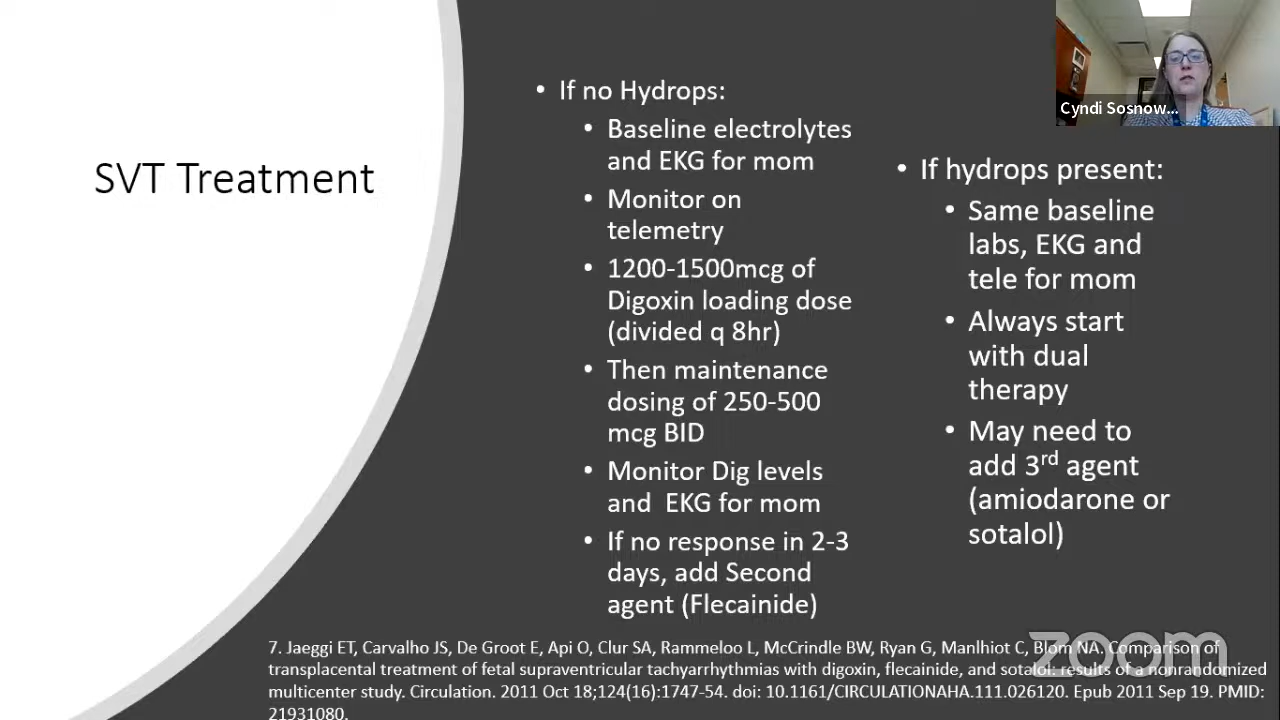 SVT Treatment
• If no Hydrops:
• Baseline electrolytes
and EKG for mom
• Monitor on
telemetry
• 1200-1500mcg of
Digoxin loading dose
(divided q 8hr)
• Then maintenance
dosing of 250-500
mcg BID
• Monitor Dig levels
and EKG for mom
• If no response in 2-3
days, add Second
agent (Flecainide)
• If hydrops present:
• Same baseline
labs, EKG and
tele for mom
• Always start
with dual
therapy
• May need to
add 3rd agent
(amiodarone or
sotalol)
Cyndi Sosnow...
7. Jaeggi ET, Carvalho JS, De Groot E, Api O, Clur SA, Rammeloo L, McCrindle BW, Ryan G, Manlhiot C, Blom NA. Comparison of
transplacental treatment of fetal supraventricular tachyarrhythmias with digoxin, flecainide, and sotalol: results of a nonrandomized
multicenter study. Circulation. 2011 Oct 18;124(16):1747-54. doi: 10.1161/CIRCULATIONAHA.111.026120. Epub 2011 Sep 19. PMID:
21931080.
zoom